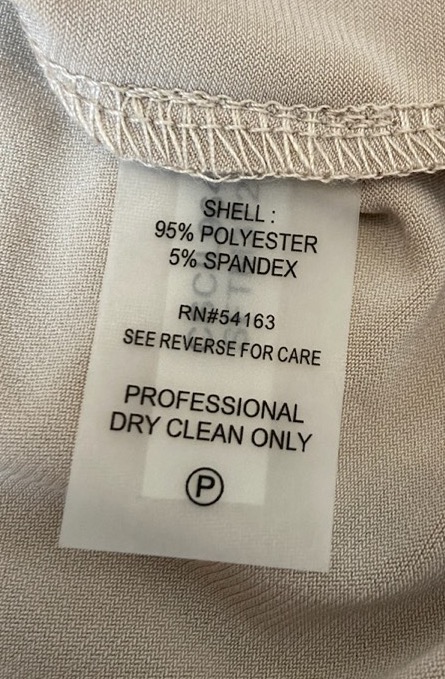 SHELL :
95% POLYESTER
5% SPANDEX
RN#54163
SEE REVERSE FOR CARE
PROFESSIONAL
DRY CLEAN ONLY
P